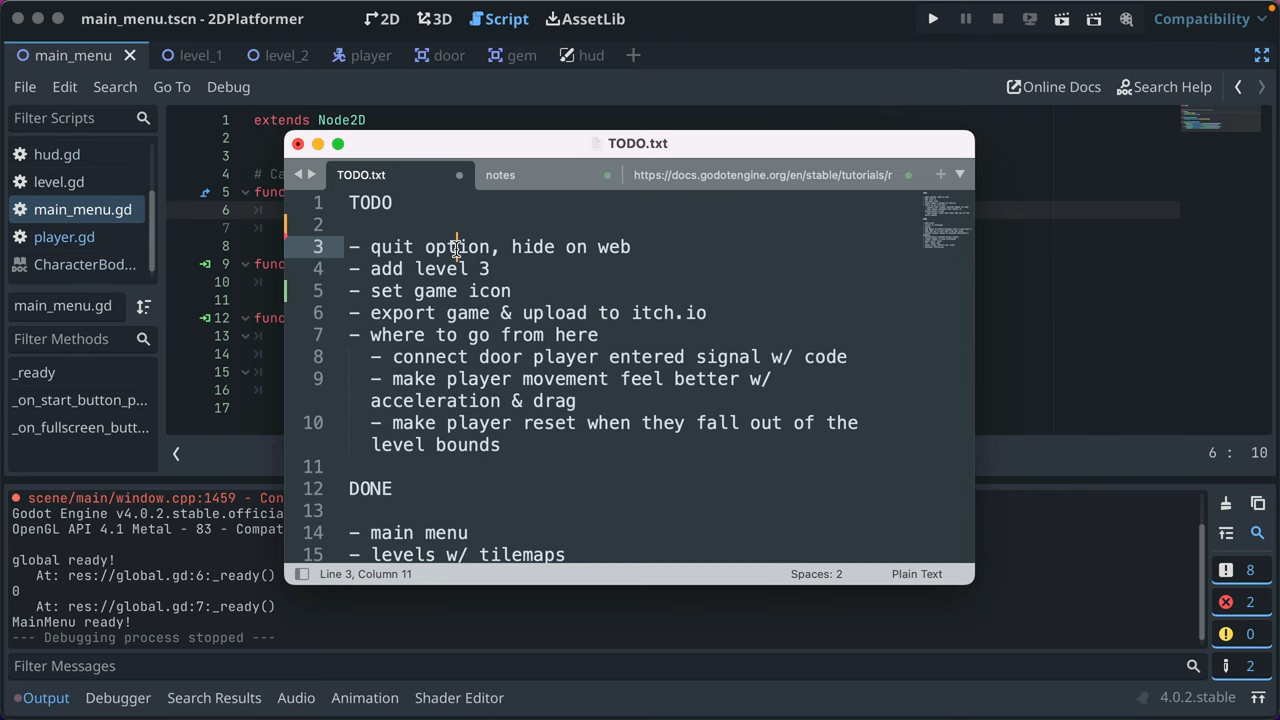 main_menu.tscn - 2DPlatformer
2D
3D
Script
AssetLib
Compatibility
main_menu
level_1
level_2
player
door
gem
hud
File Edit Search Go To Debug
Online Docs
Search Help
Filter Scripts
hud.gd
level.gd
main_menu.gd
player.gd
CharacterBod...
main_menu.gd
Filter Methods
_ready
_on_start_button_p...
_on_fullscreen_butt...
1 extends Node2D
2
3
4 # Ca
5 func
6
7
8
9 func
10
11
12 func
13
14
15
16
17
6 : 10
TODO.txt
TODO.txt
notes
https://docs.godotengine.org/en/stable/tutorials/r
1 TODO
3 - quit option, hide on web
4 - add level 3
5 - set game icon
6 - export game & upload to itch.io
7 - where to go from here
8 - connect door player entered signal w/ code
9 - make player movement feel better w/
acceleration & drag
10 - make player reset when they fall out of the
level bounds
11
12 DONE
13
14 - main menu
15 - levels w/ tilemaps
Line 3, Column 11
Spaces: 2
Plain Text
scene/main/window.cpp:1459 - Con
Godot Engine v4.0.2.stable.officia
OpenGL API 4.1 Metal - 83 - Compat
global ready!
At: res://global.gd:6:_ready()
0
At: res://global.gd:7:_ready()
MainMenu ready!
--- Debugging process stopped ---
8
2
0
2
Filter Messages
Output Debugger Search Results Audio Animation Shader Editor
4.0.2.stable